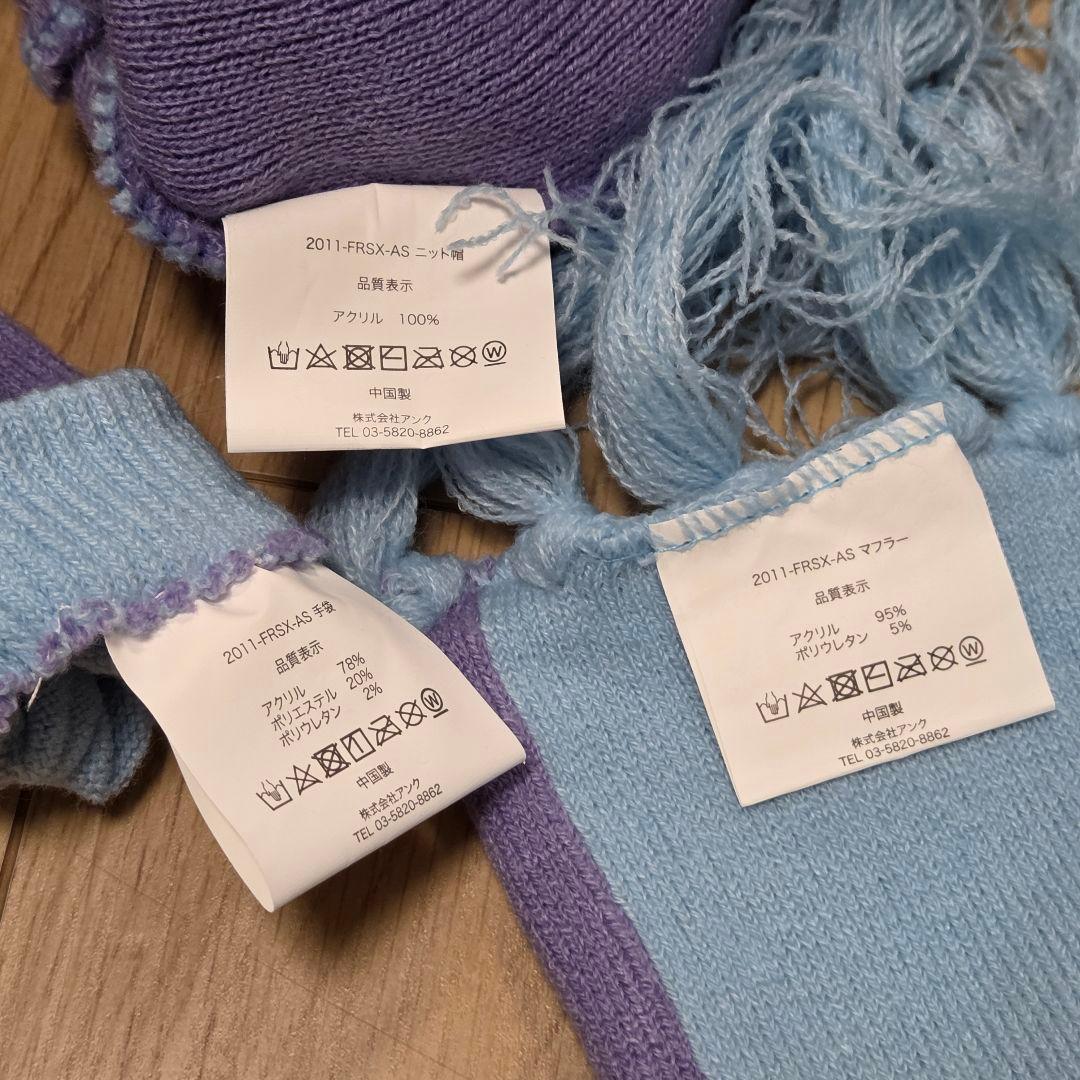 2011-FRSX-AS ニット帽
品質表示
アクリル 100%
W
中国製
株式会社アンク
TEL 03-5820-8862
2011-FRSX-AS 手袋
品質表示
アクリル 78%
ポリエステル 20%
ポリウレタン 2%
W
中国製
株式会社アンク
TEL 03-5820-8862
2011-FRSX-AS マフラー
品質表示
アクリル 95%
ポリウレタン 5%
W
中国製
株式会社アンク
TEL 03-5820-8862